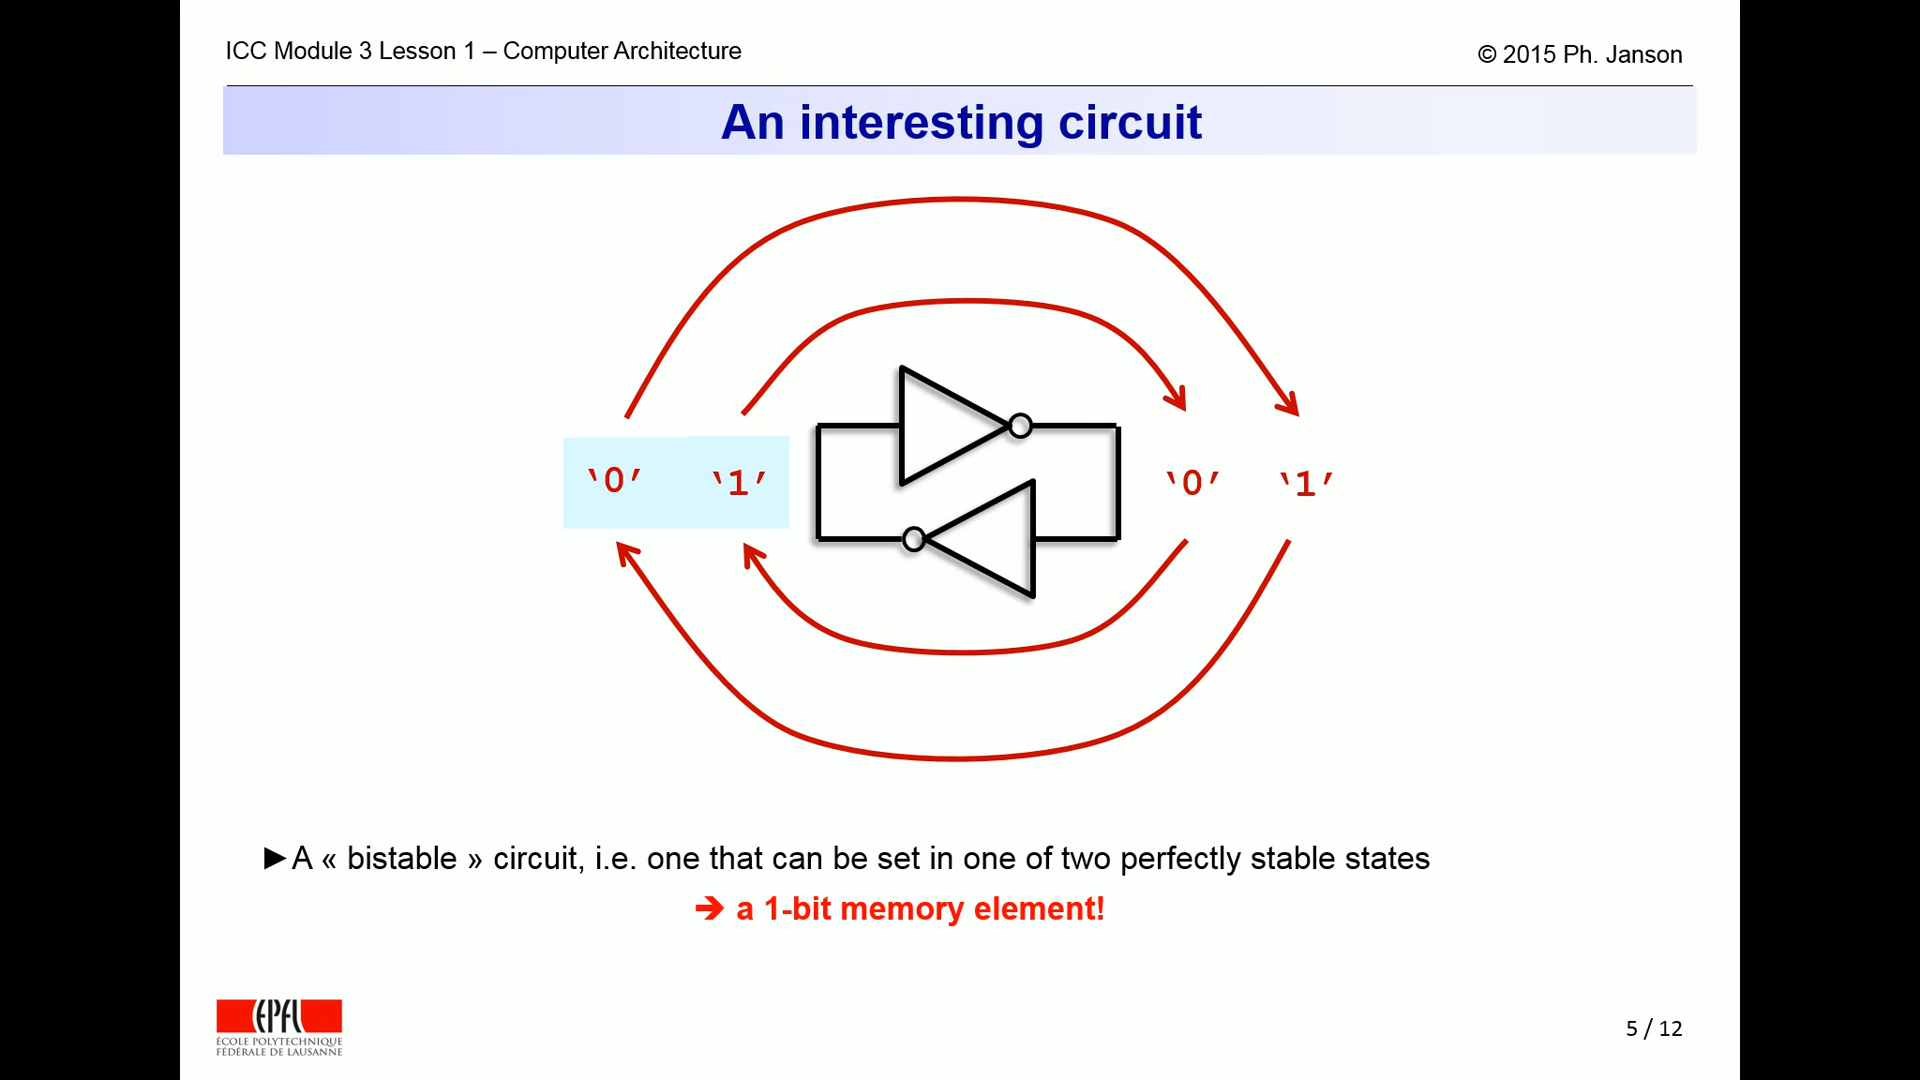 ICC Module 3 Lesson 1 – Computer Architecture
© 2015 Ph. Janson
An interesting circuit
‘0’ ‘1’ ‘0’ ‘1’
►A « bistable » circuit, i.e. one that can be set in one of two perfectly stable states
➔ a 1-bit memory element!
EPFL
ÉCOLE POLYTECHNIQUE
FÉDÉRALE DE LAUSANNE
5 / 12